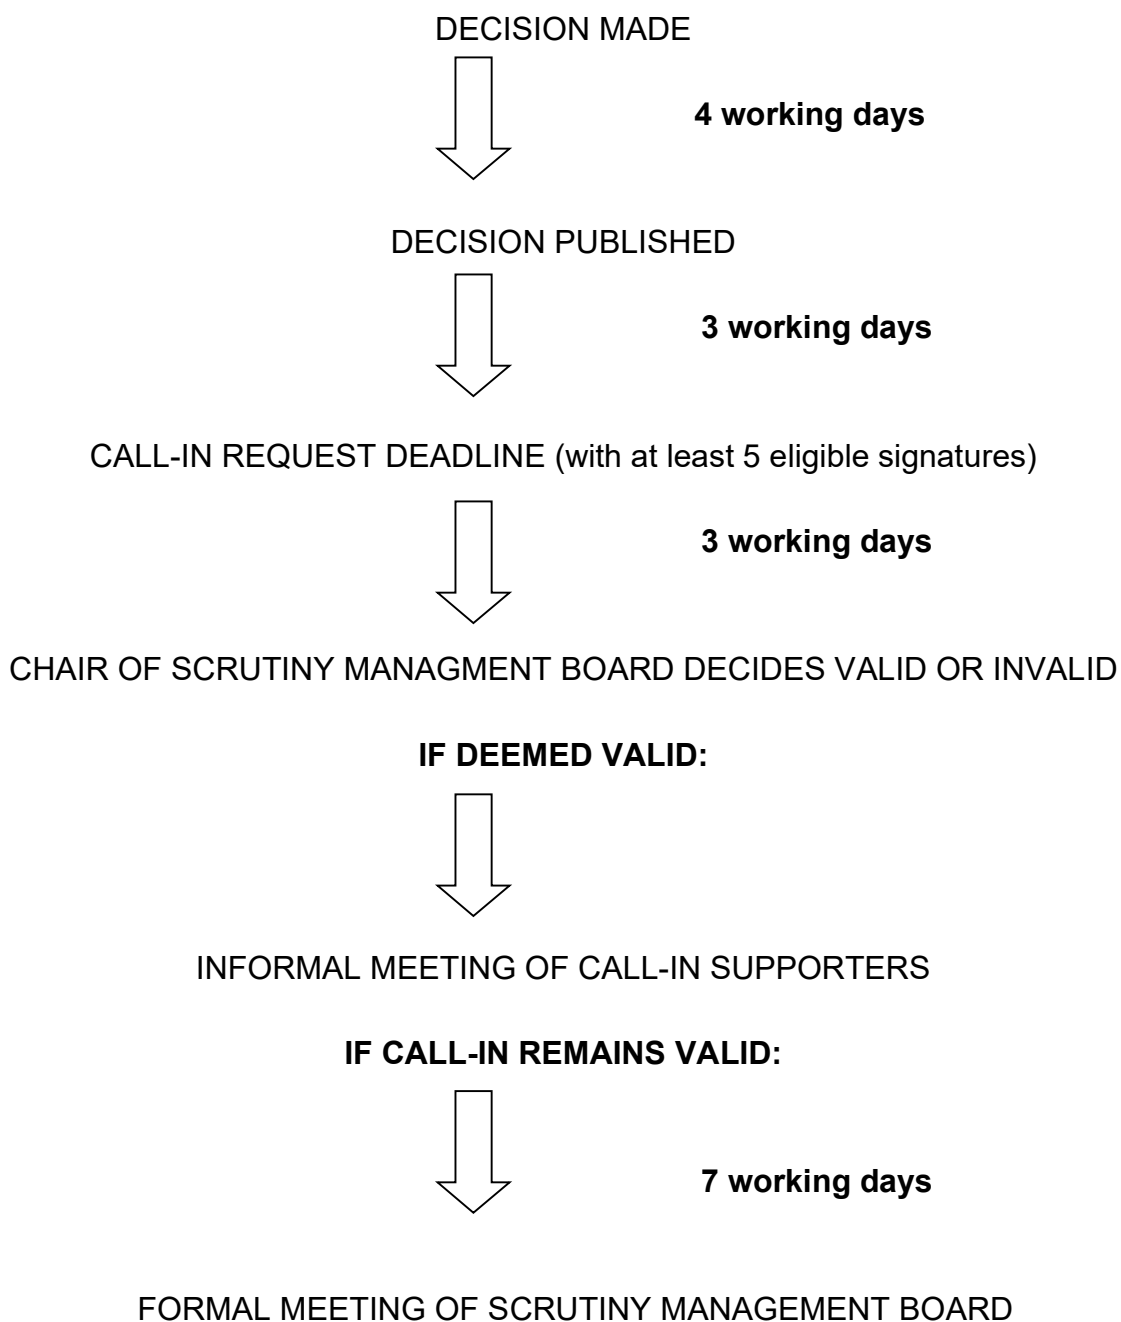 DECISION MADE
4 working days
DECISION PUBLISHED
3 working days
CALL-IN REQUEST DEADLINE (with at least 5 eligible signatures)
3 working days
CHAIR OF SCRUTINY MANAGMENT BOARD DECIDES VALID OR INVALID
IF DEEMED VALID:
INFORMAL MEETING OF CALL-IN SUPPORTERS
IF CALL-IN REMAINS VALID:
7 working days
FORMAL MEETING OF SCRUTINY MANAGEMENT BOARD